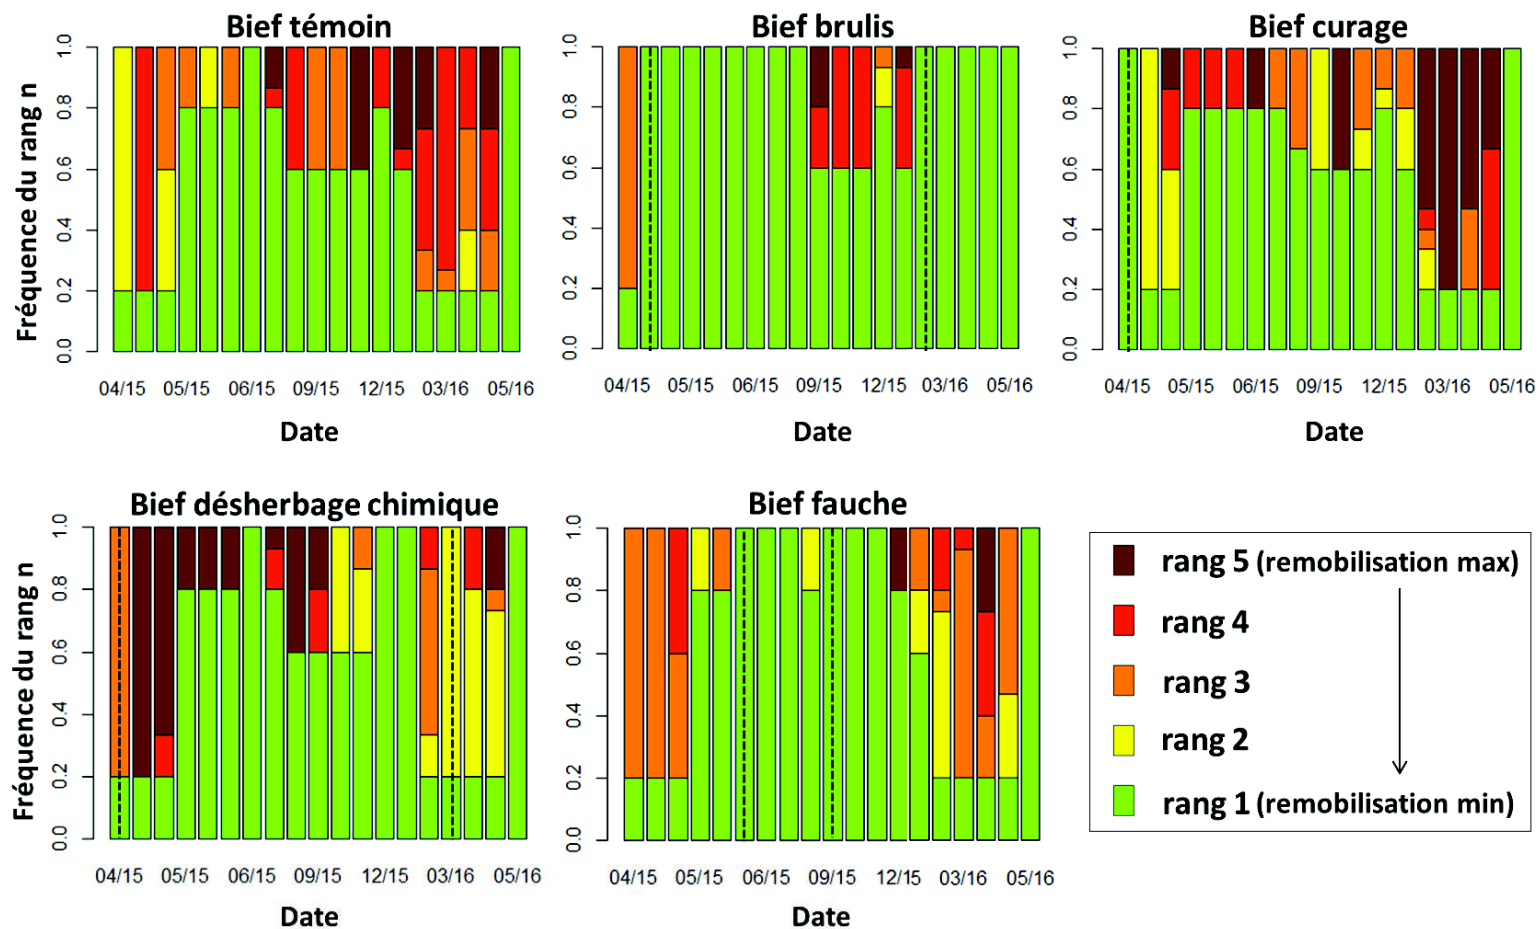 Bief témoin
Fréquence du rang n
1.0
0.8
0.6
0.4
0.2
0.0
04/15 05/15 06/15 09/15 12/15 03/16 05/16
Date
Bief brulis
1.0
0.8
0.6
0.4
0.2
0.0
04/15 05/15 06/15 09/15 12/15 03/16 05/16
Date
Bief curage
1.0
0.8
0.6
0.4
0.2
0.0
04/15 05/15 06/15 09/15 12/15 03/16 05/16
Date
Bief désherbage chimique
Fréquence du rang n
1.0
0.8
0.6
0.4
0.2
0.0
04/15 05/15 06/15 09/15 12/15 03/16 05/16
Date
Bief fauche
1.0
0.8
0.6
0.4
0.2
0.0
04/15 05/15 06/15 09/15 12/15 03/16 05/16
Date
rang 5 (remobilisation max)
rang 4
rang 3
rang 2
rang 1 (remobilisation min)